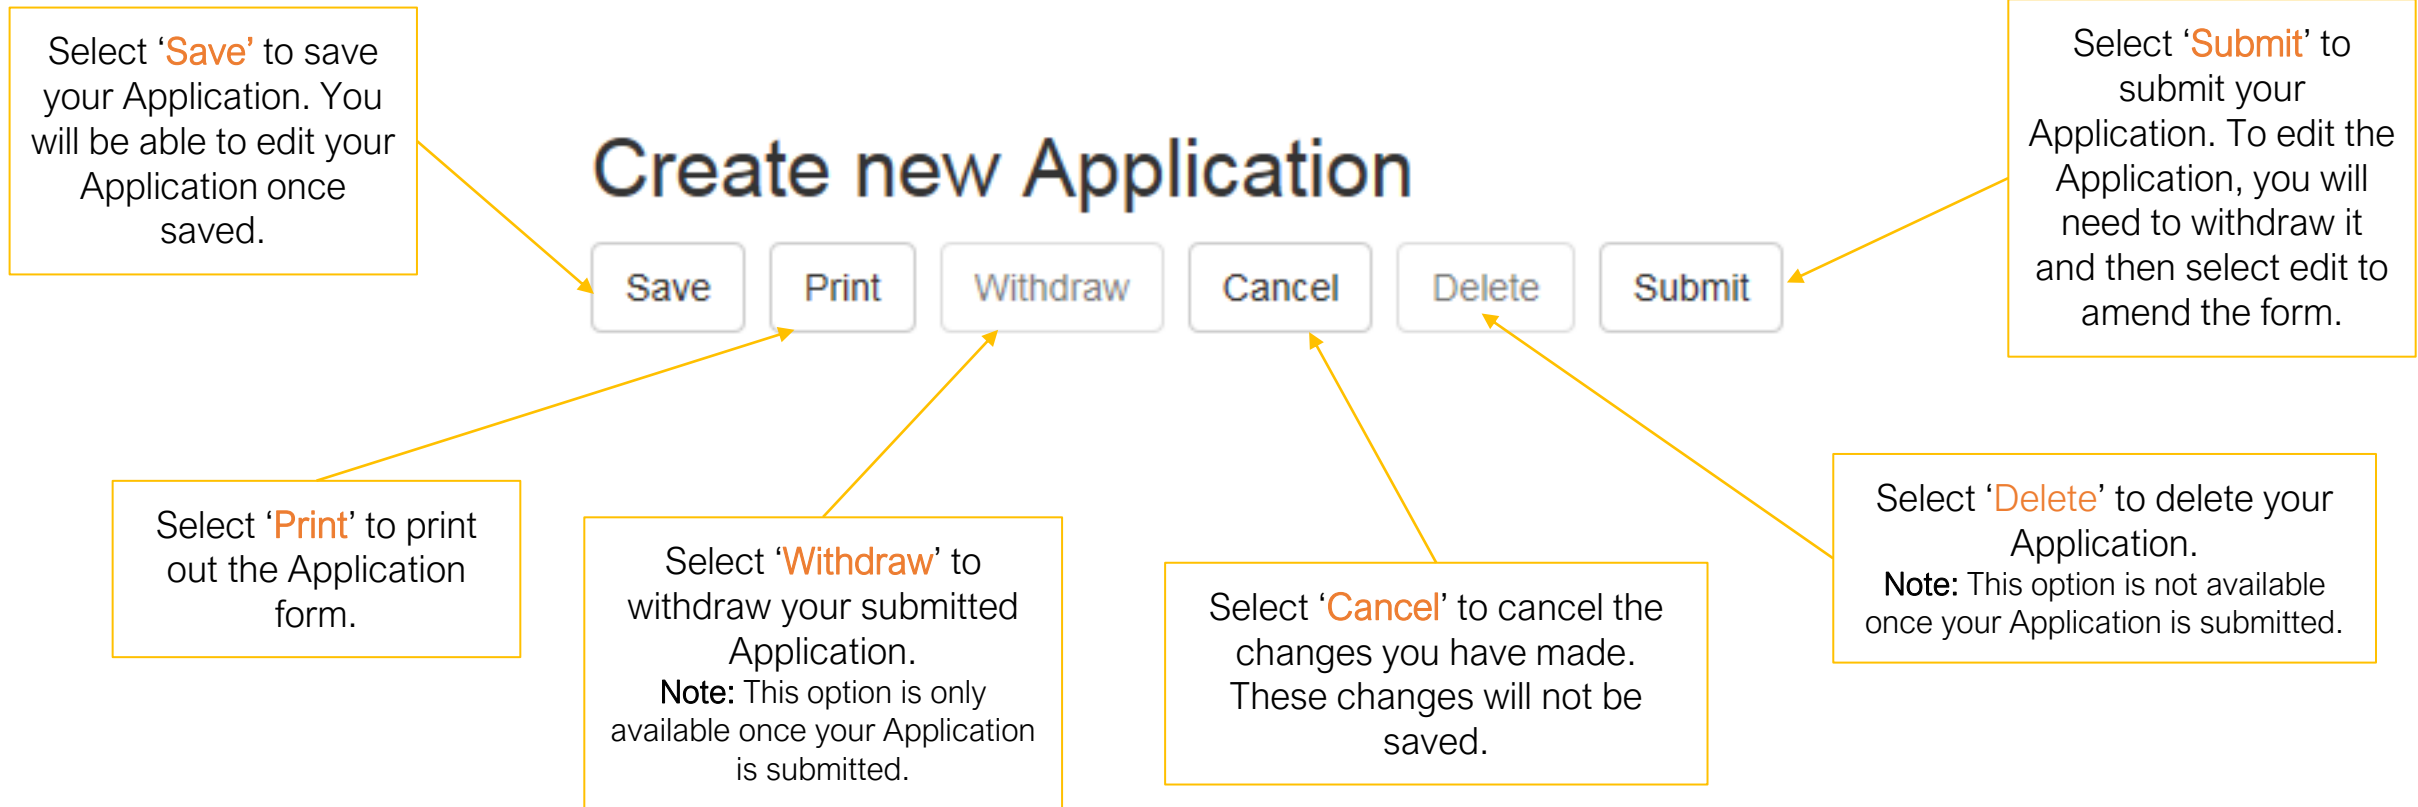 Select ‘Save’ to save
your Application. You
will be able to edit your
Application once
saved.
Create new Application
Save
Print
Withdraw
Cancel
Delete
Submit
Select ‘Submit’ to
submit your
Application. To edit the
Application, you will
need to withdraw it
and then select edit to
amend the form.
Select ‘Print’ to print
out the Application
form.
Select ‘Withdraw’ to
withdraw your submitted
Application.
Note: This option is only
available once your Application
is submitted.
Select ‘Cancel’ to cancel the
changes you have made.
These changes will not be
saved.
Select ‘Delete’ to delete your
Application.
Note: This option is not available
once your Application is submitted.